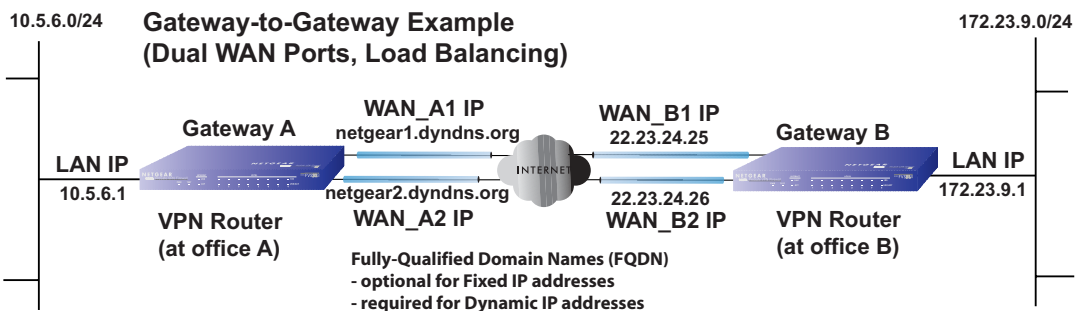 10.5.6.0/24
Gateway-to-Gateway Example
(Dual WAN Ports, Load Balancing)
172.23.9.0/24
WAN_A1 IP
netgear1.dyndns.org
WAN_B1 IP
22.23.24.25
Gateway A
Gateway B
LAN IP
10.5.6.1
NETGEAR
NETGEAR
INTERNET
NETGEAR
NETGEAR
LAN IP
172.23.9.1
netgear2.dyndns.org
WAN_A2 IP
22.23.24.26
WAN_B2 IP
VPN Router
(at office A)
VPN Router
(at office B)
Fully-Qualified Domain Names (FQDN)
- optional for Fixed IP addresses
- required for Dynamic IP addresses